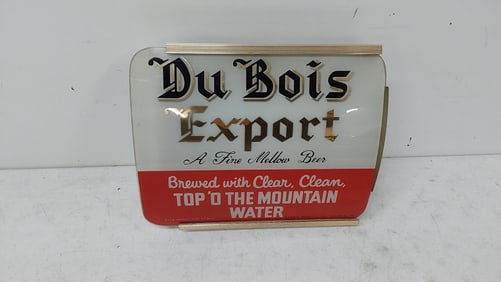 Du Bois
Export
A Fine Mellow Beer
Brewed with Clear, Clean,
TOP 'O THE MOUNTAIN
WATER